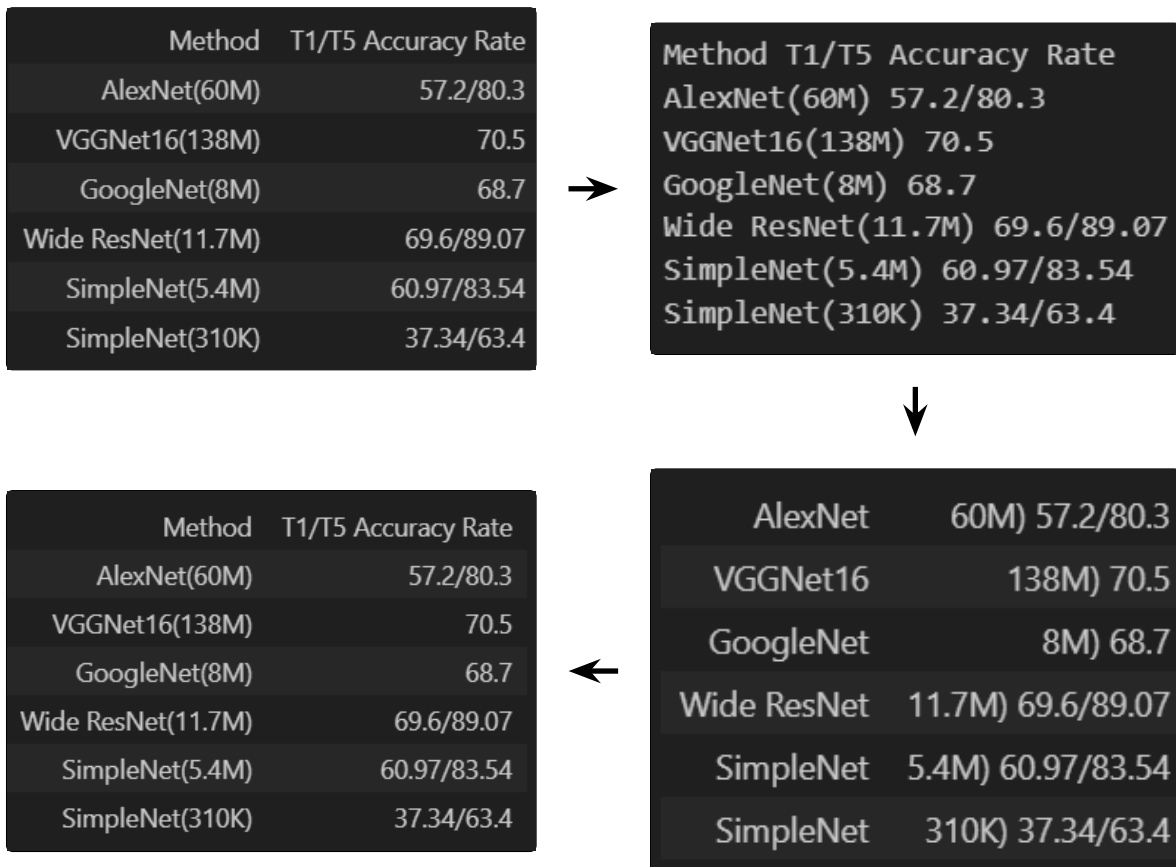 Method T1/T5 Accuracy Rate
AlexNet(60M) 57.2/80.3
VGGNet16(138M) 70.5
GoogleNet(8M) 68.7
Wide ResNet(11.7M) 69.6/89.07
SimpleNet(5.4M) 60.97/83.54
SimpleNet(310K) 37.34/63.4
Method T1/T5 Accuracy Rate
AlexNet(60M) 57.2/80.3
VGGNet16(138M) 70.5
GoogleNet(8M) 68.7
Wide ResNet(11.7M) 69.6/89.07
SimpleNet(5.4M) 60.97/83.54
SimpleNet(310K) 37.34/63.4
AlexNet 60M) 57.2/80.3
VGGNet16 138M) 70.5
GoogleNet 8M) 68.7
Wide ResNet 11.7M) 69.6/89.07
SimpleNet 5.4M) 60.97/83.54
SimpleNet 310K) 37.34/63.4
Method T1/T5 Accuracy Rate
AlexNet(60M) 57.2/80.3
VGGNet16(138M) 70.5
GoogleNet(8M) 68.7
Wide ResNet(11.7M) 69.6/89.07
SimpleNet(5.4M) 60.97/83.54
SimpleNet(310K) 37.34/63.4